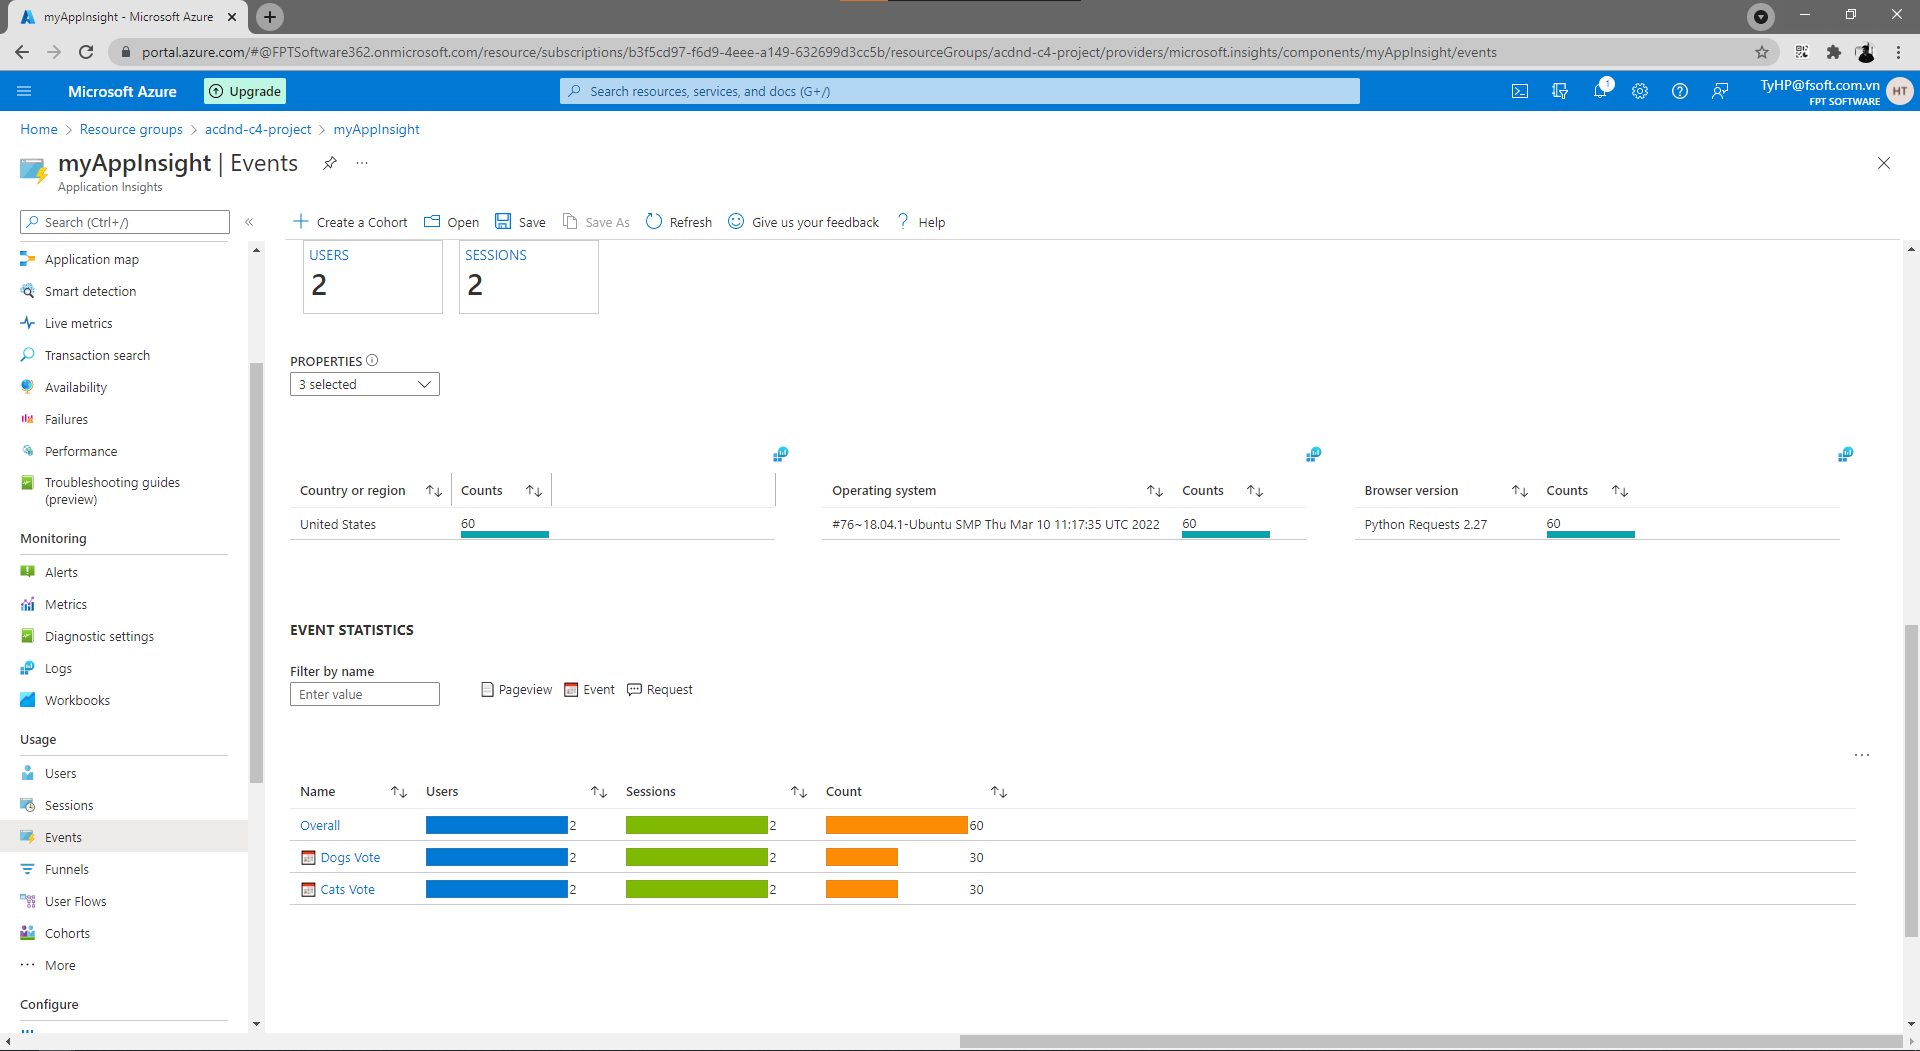 myAppInsight - Microsoft Azure
portal.azure.com/#@FPTSoftware362.onmicrosoft.com/resource/subscriptions/b3f5cd97-f6d9-4eee-a149-632699d3cc5b/resourceGroups/acdnd-c4-project/providers/microsoft.insights/components/myAppInsight/events
Microsoft Azure
Upgrade
Search resources, services, and docs (G+/)
1
TyHP@fsoft.com.vn
FPT SOFTWARE
HT
Home > Resource groups > acdnd-c4-project > myAppInsight
myAppInsight | Events
Application Insights
Search (Ctrl+/)
Application map
Smart detection
Live metrics
Transaction search
Availability
Failures
Performance
Troubleshooting guides
(preview)
Monitoring
Alerts
Metrics
Diagnostic settings
Logs
Workbooks
Usage
Users
Sessions
Events
Funnels
User Flows
Cohorts
More
Configure
Create a Cohort Open Save Save As Refresh Give us your feedback Help
USERS
2
SESSIONS
2
PROPERTIES
3 selected
Country or region Counts
United States 60
Operating system Counts
#76~18.04.1-Ubuntu SMP Thu Mar 10 11:17:35 UTC 2022 60
Browser version Counts
Python Requests 2.27 60
EVENT STATISTICS
Filter by name
Enter value
Pageview Event Request
Name Users Sessions Count
Overall 2 2 60
Dogs Vote 2 2 30
Cats Vote 2 2 30